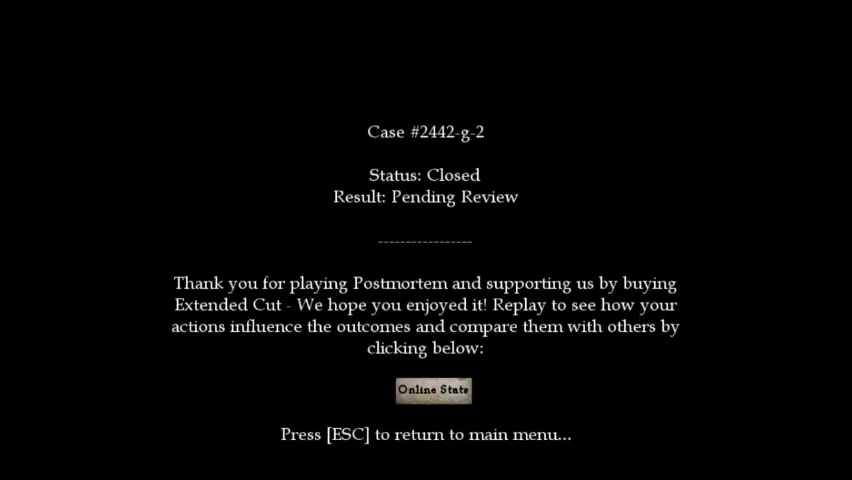 Case #2442-g-2
Status: Closed
Result: Pending Review
-----------------
Thank you for playing Postmortem and supporting us by buying
Extended Cut - We hope you enjoyed it! Replay to see how your
actions influence the outcomes and compare them with others by
clicking below:
Online Stats
Press [ESC] to return to main menu...